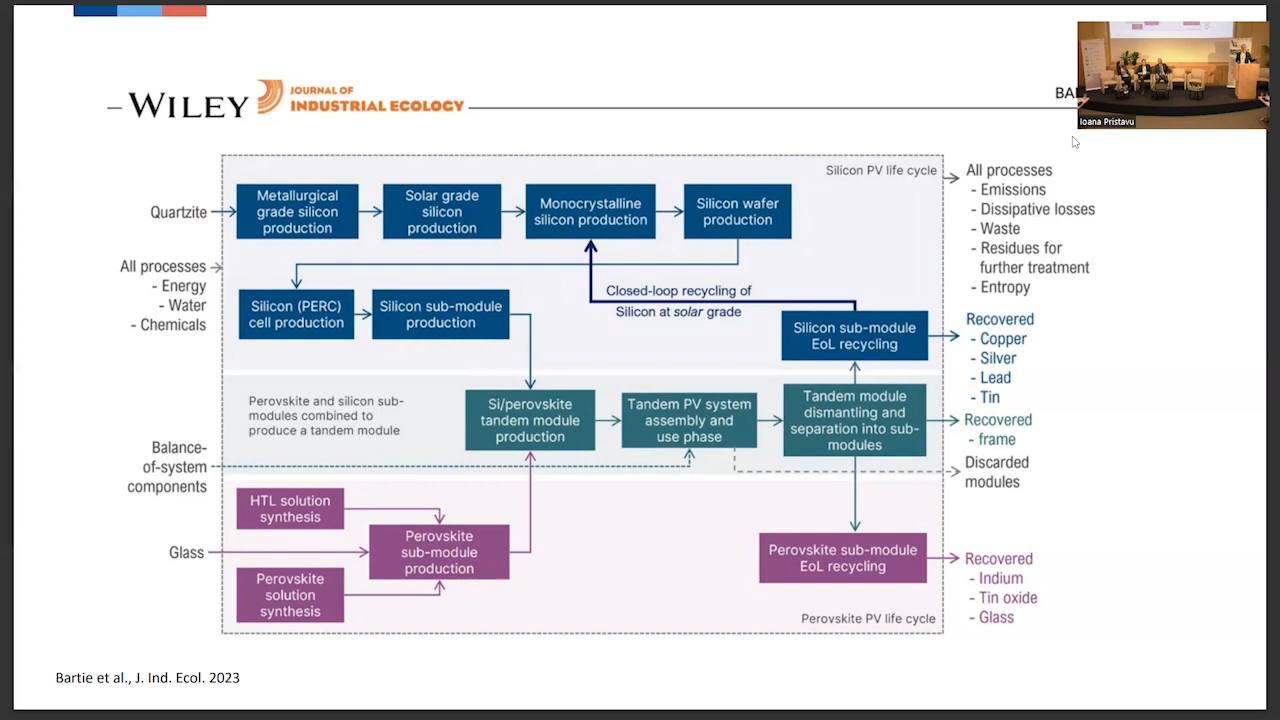 WILEY
JOURNAL OF
INDUSTRIAL ECOLOGY
BA
Ioana Pristavu
Silicon PV life cycle
Quartzite
Metallurgical
grade silicon
production
Solar grade
silicon
production
Monocrystalline
silicon production
Silicon wafer
production
All processes
- Emissions
- Dissipative losses
- Waste
- Residues for
further treatment
- Entropy
All processes
- Energy
- Water
- Chemicals
Silicon (PERC)
cell production
Silicon sub-module
production
Closed-loop recycling of
Silicon at solar grade
Silicon sub-module
EoL recycling
Recovered
- Copper
- Silver
- Lead
- Tin
Perovskite and silicon sub-
modules combined to
produce a tandem module
Si/perovskite
tandem module
production
Tandem PV system
assembly and
use phase
Tandem module
dismantling and
separation into sub-
modules
Recovered
- frame
Balance-
of-system
components
Discarded
modules
HTL solution
synthesis
Glass
Perovskite
sub-module
production
Perovskite
solution
synthesis
Perovskite sub-module
EoL recycling
Recovered
- Indium
- Tin oxide
- Glass
Perovskite PV life cycle
Bartie et al., J. Ind. Ecol. 2023